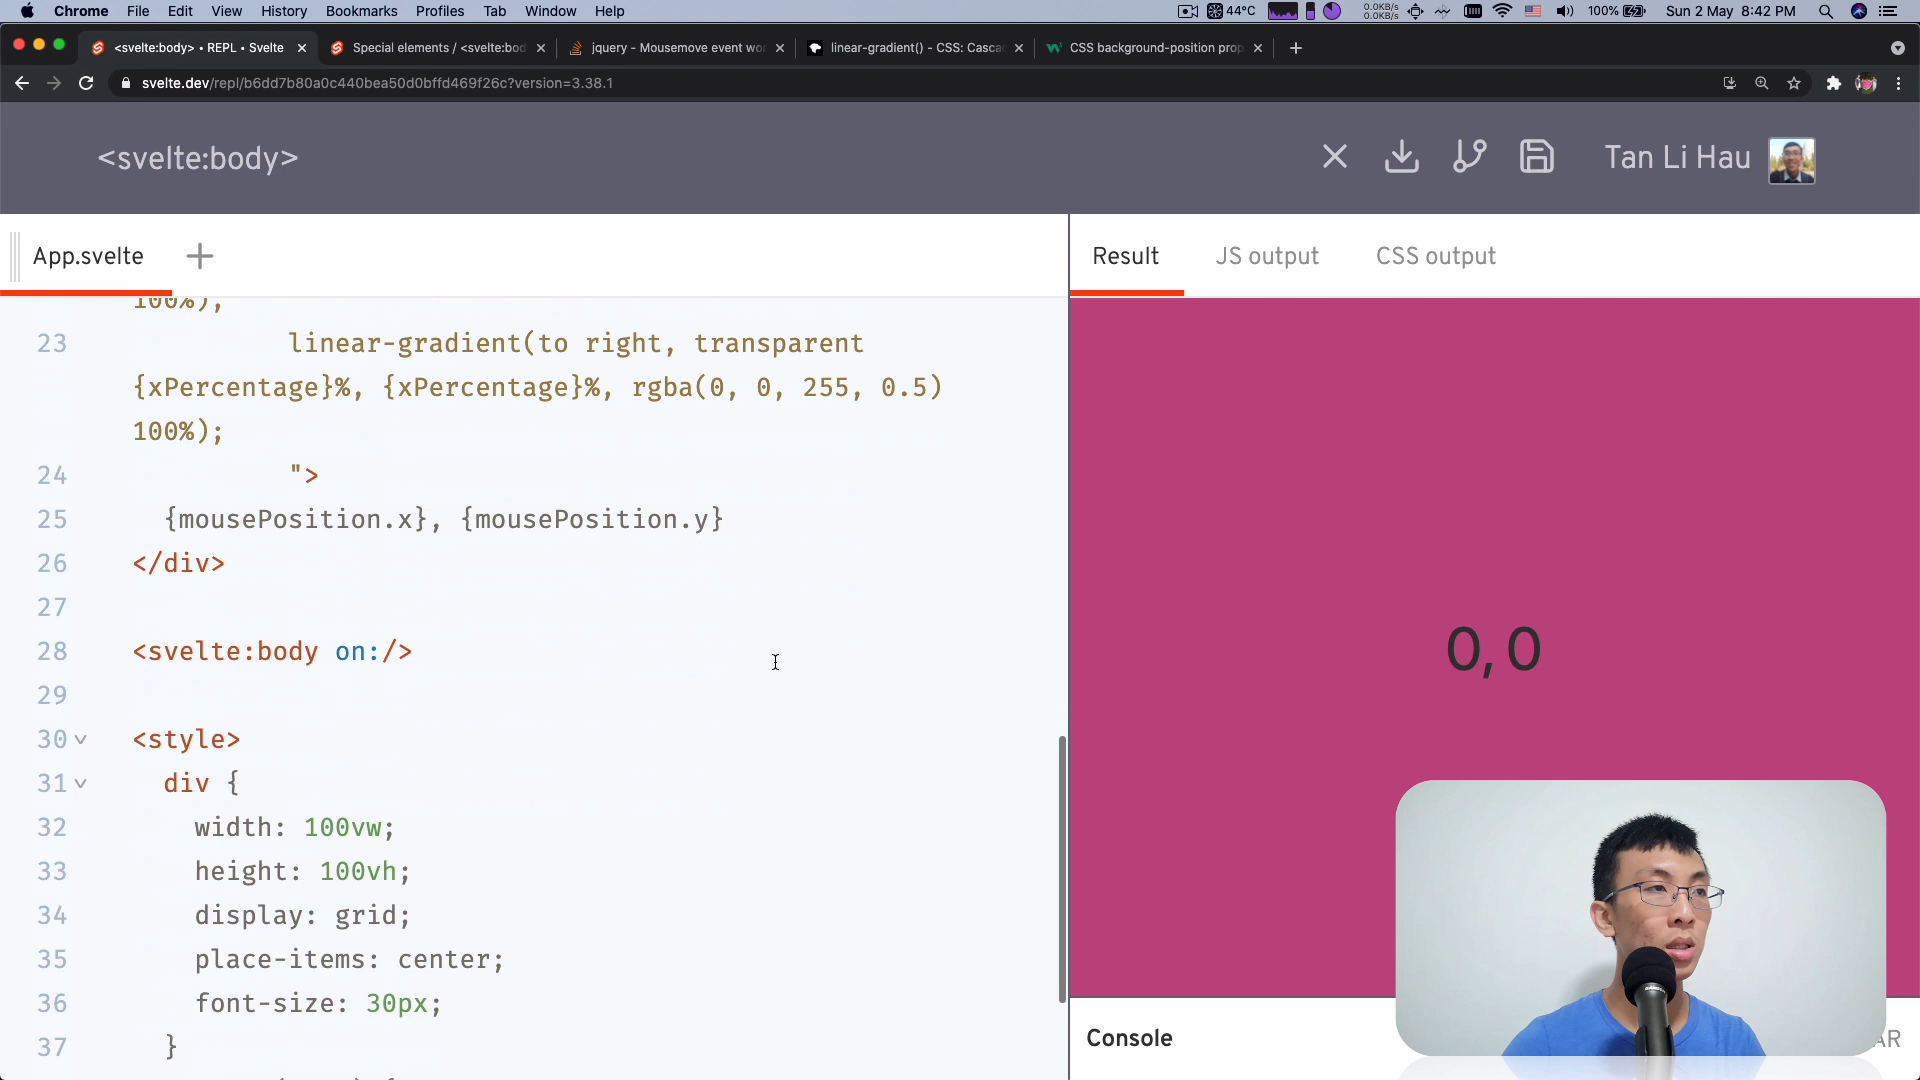 Chrome File Edit View History Bookmarks Profiles Tab Window Help 44°C 0.0KB/s 0.0KB/s 100% Sun 2 May 8:42 PM
<svelte:body> • REPL • Svelte Special elements / <svelte:bod jquery - Mousemove event wo linear-gradient() - CSS: Casca CSS background-position prop
svelte.dev/repl/b6dd7b80a0c440bea50d0bffd469f26c?version=3.38.1
<svelte:body> Tan Li Hau
App.svelte Result JS output CSS output
100%),
23 linear-gradient(to right, transparent
{xPercentage}%, {xPercentage}%, rgba(0, 0, 255, 0.5)
100%);
24 ">
25 {mousePosition.x}, {mousePosition.y}
26 </div>
27
28 <svelte:body on:/>
29
30 <style>
31 div {
32 width: 100vw;
33 height: 100vh;
34 display: grid;
35 place-items: center;
36 font-size: 30px;
37 }
0, 0
Console